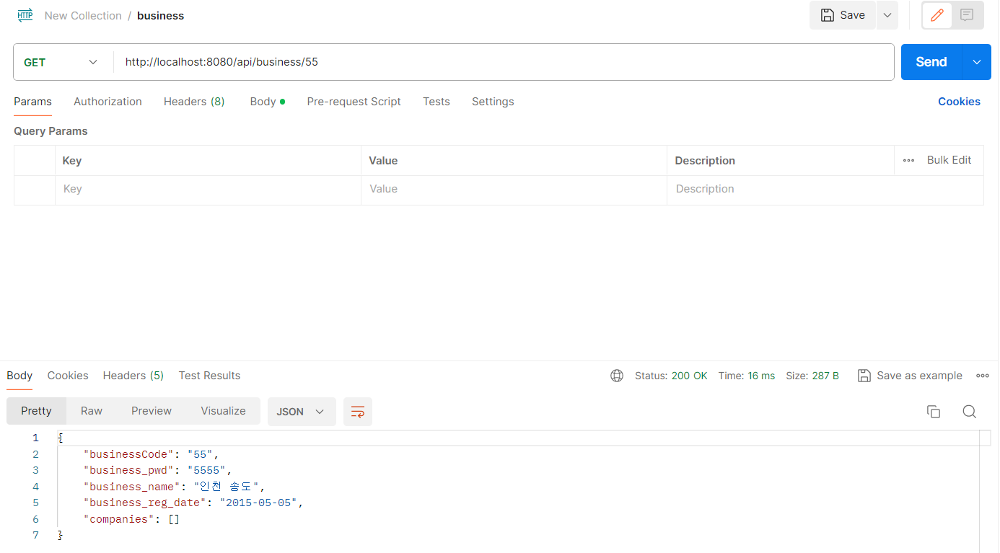 HTTP New Collection / business Save
GET http://localhost:8080/api/business/55 Send
Params Authorization Headers (8) Body Pre-request Script Tests Settings Cookies
Query Params
Key Value Description Bulk Edit
Key Value Description
Body Cookies Headers (5) Test Results Status: 200 OK Time: 16 ms Size: 287 B Save as example
Pretty Raw Preview Visualize JSON
1 {
2 "businessCode": "55",
3 "business_pwd": "5555",
4 "business_name": "인천 송도",
5 "business_reg_date": "2015-05-05",
6 "companies": []
7 }